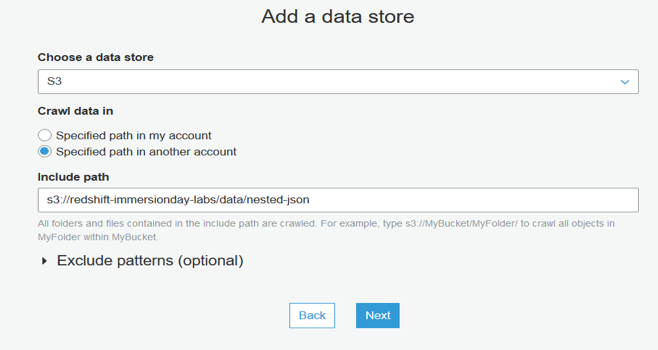 Add a data store
Choose a data store
S3
Crawl data in
Specified path in my account
Specified path in another account
Include path
s3://redshift-immersionday-labs/data/nested-json
All folders and files contained in the include path are crawled. For example, type s3://MyBucket/MyFolder/ to crawl all objects in
MyFolder within MyBucket.
Exclude patterns (optional)
Back Next